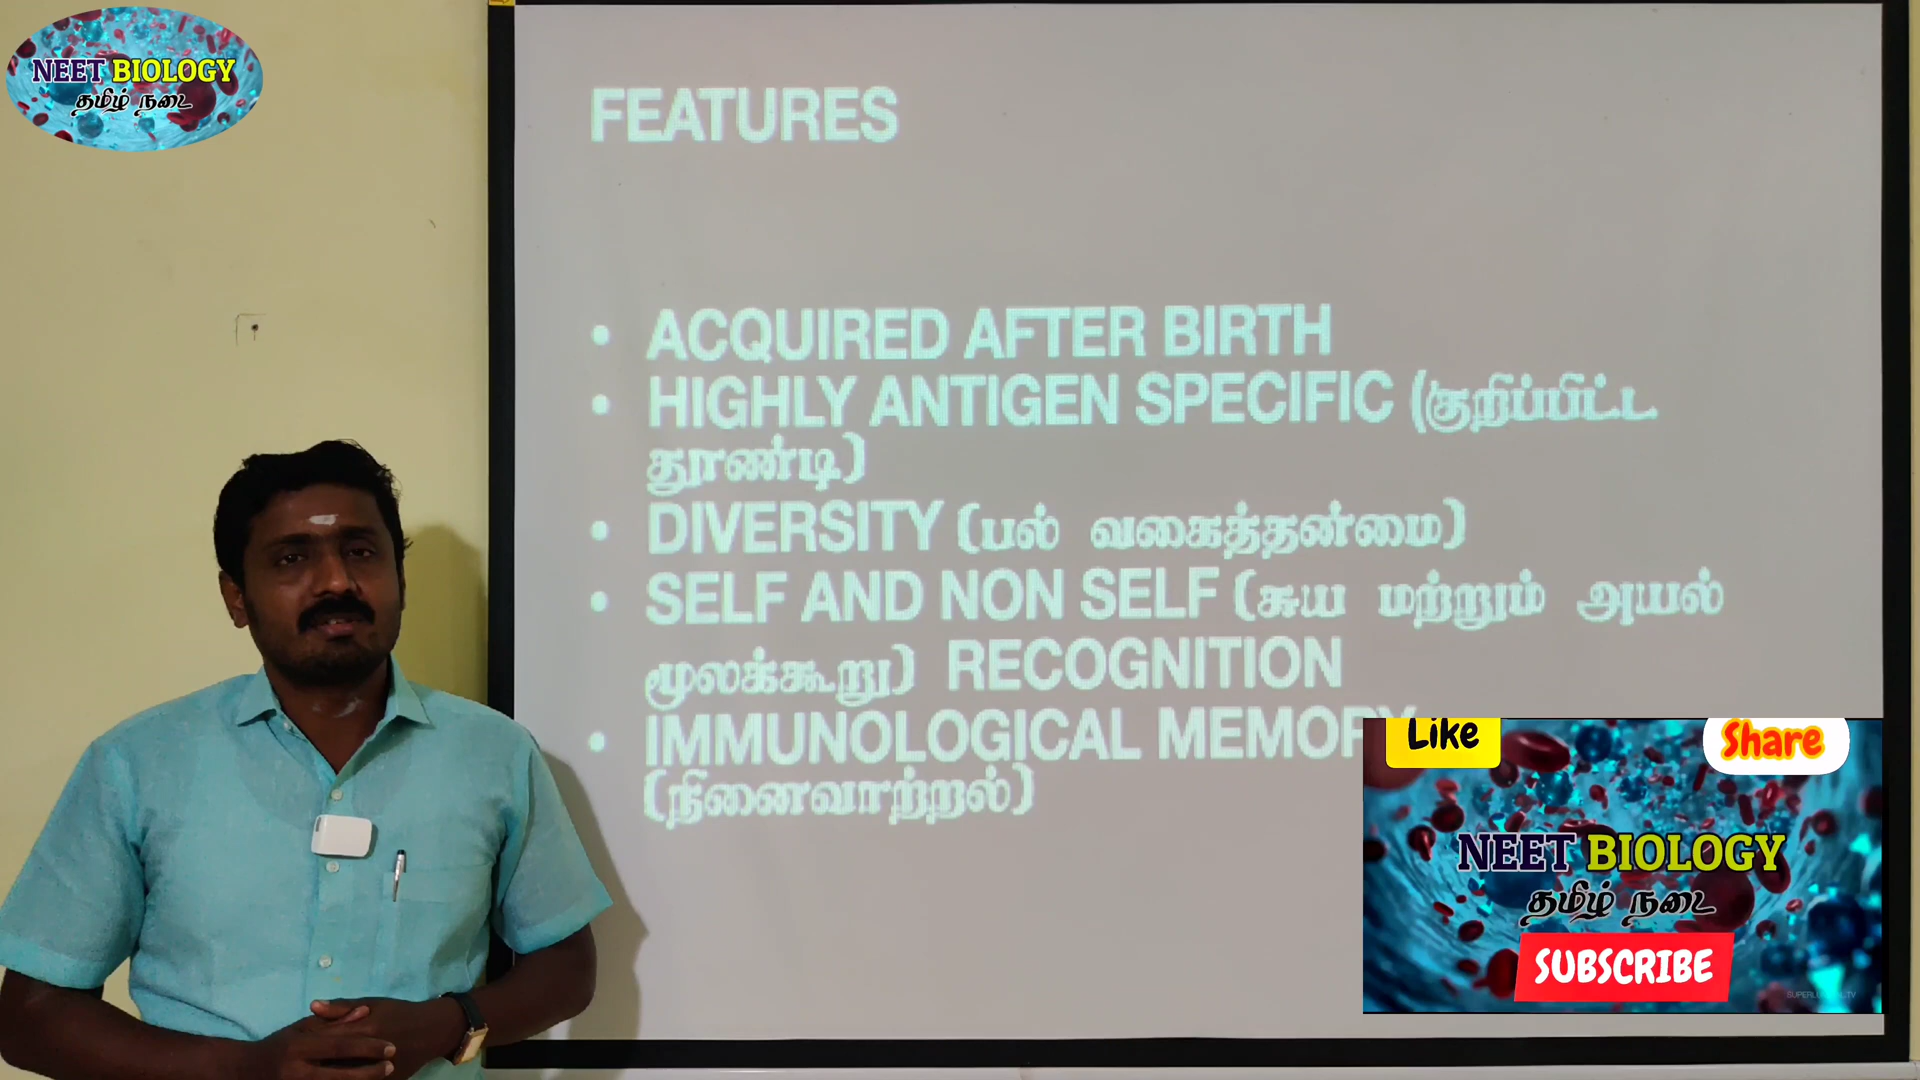 NEET BIOLOGY
தமிழ் நடை
FEATURES
• ACQUIRED AFTER BIRTH
• HIGHLY ANTIGEN SPECIFIC (குறிப்பிட்ட
தூண்டி)
• DIVERSITY (பல் வகைத்தன்மை)
• SELF AND NON SELF (சுய மற்றும் அயல்
மூலக்கூறு) RECOGNITION
• IMMUNOLOGICAL
(நினைவாற்றல்)
Like
Share
NEET BIOLOGY
தமிழ் நடை
SUBSCRIBE